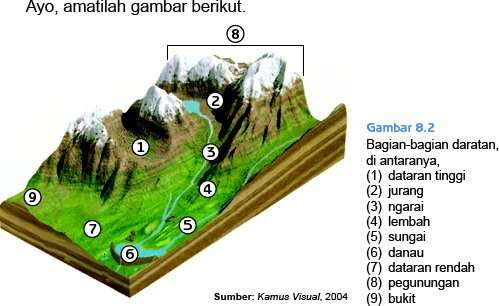 Ayo, amatilah gambar berikut.
8
2
1
3
4
9
7
5
6
Gambar 8.2
Bagian-bagian daratan,
di antaranya,
(1) dataran tinggi
(2) jurang
(3) ngarai
(4) lembah
(5) sungai
(6) danau
(7) dataran rendah
(8) pegunungan
(9) bukit
Sumber: Kamus Visual, 2004